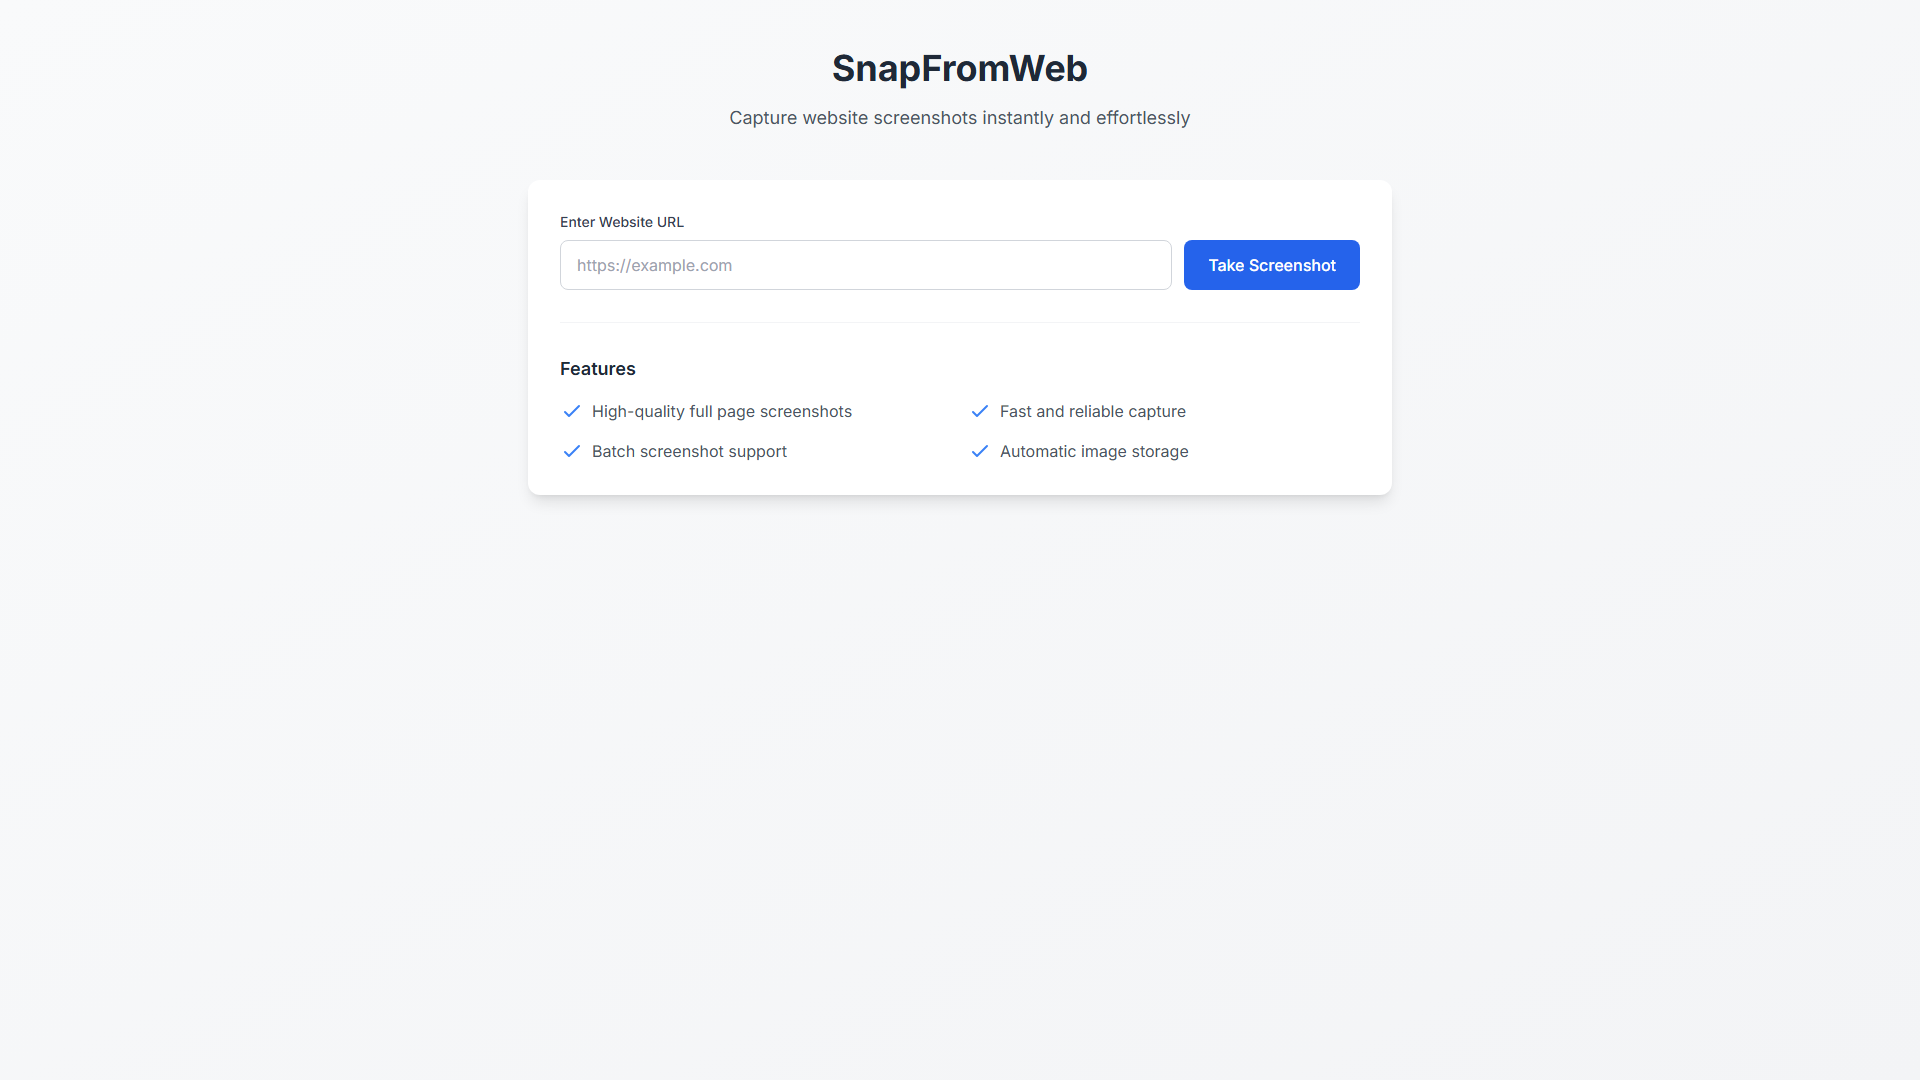 SnapFromWeb
Capture website screenshots instantly and effortlessly
Enter Website URL
https://example.com
Take Screenshot
Features
High-quality full page screenshots
Fast and reliable capture
Batch screenshot support
Automatic image storage